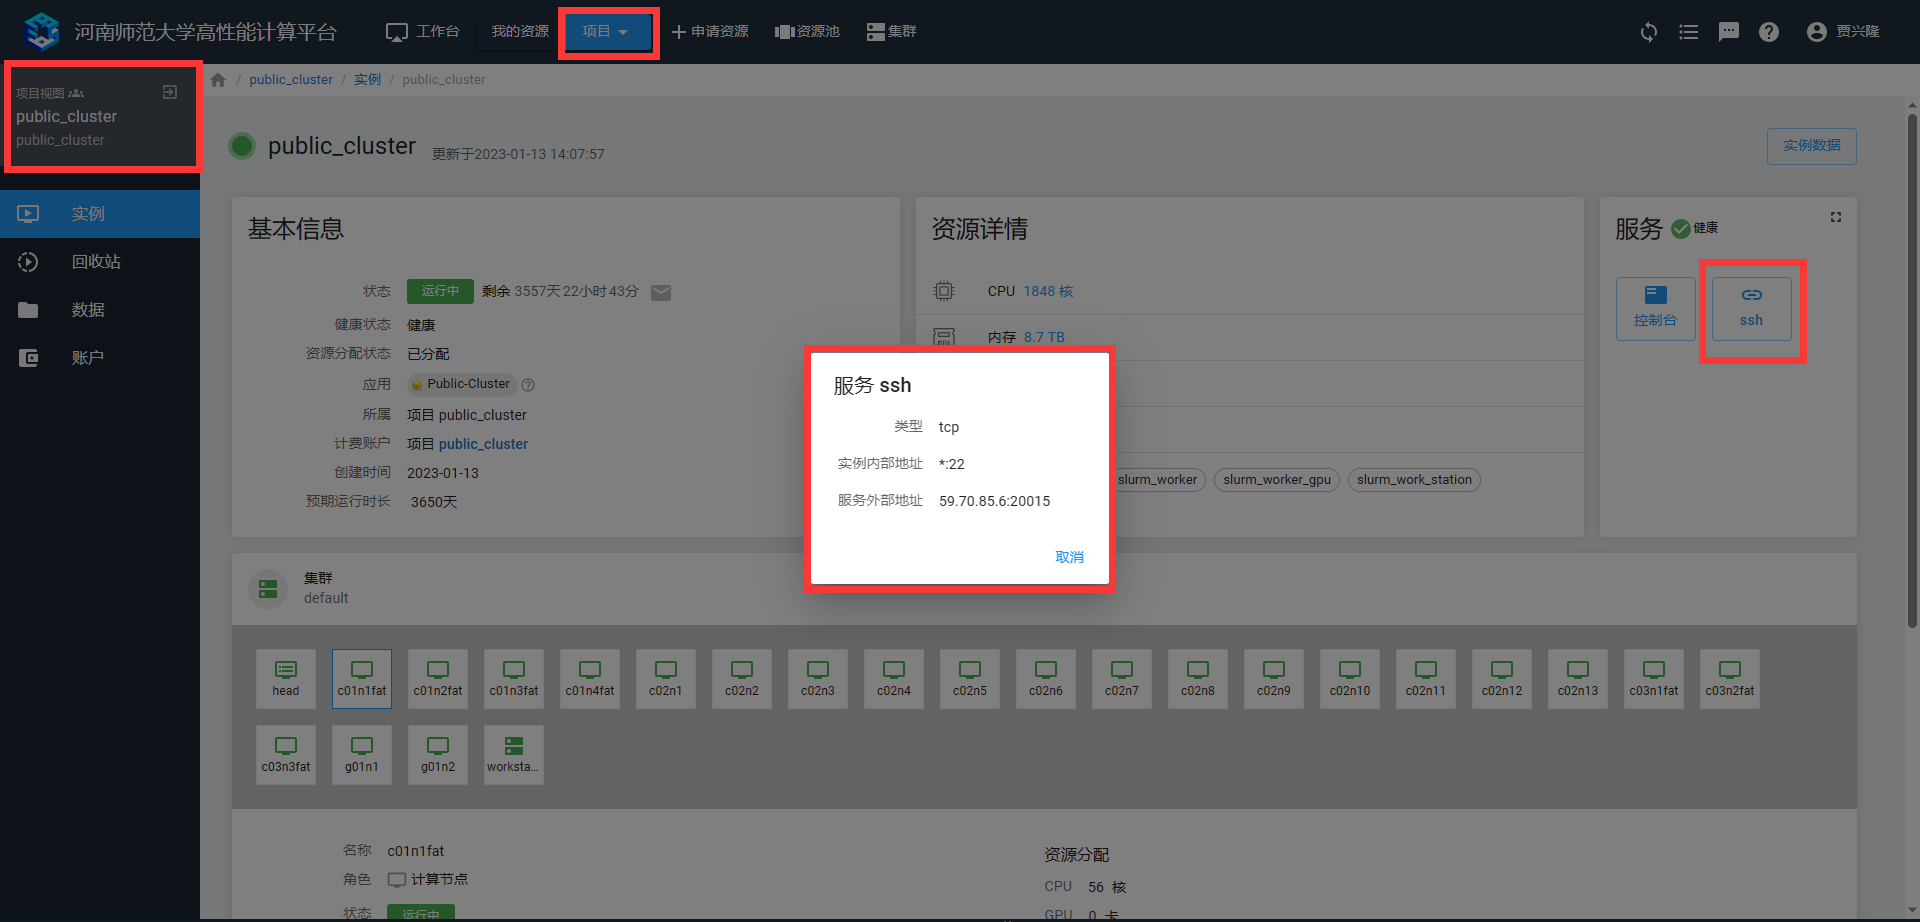 河南师范大学高性能计算平台
工作台
我的资源
项目
申请资源
资源池
集群
贾兴隆
项目视图
public_cluster
public_cluster
/ public_cluster / 实例 / public_cluster
实例
回收站
数据
账户
public_cluster 更新于2023-01-13 14:07:57
实例数据
基本信息
状态 运行中 剩余 3557天22小时43分
健康状态 健康
资源分配状态 已分配
应用 Public-Cluster
所属 项目 public_cluster
计费账户 项目 public_cluster
创建时间 2023-01-13
预期运行时长 3650天
资源详情
CPU 1848 核
内存 8.7 TB
slurm_worker slurm_worker_gpu slurm_work_station
服务 健康
控制台
ssh
服务 ssh
类型 tcp
实例内部地址 *:22
服务外部地址 59.70.85.6:20015
取消
集群
default
head c01n1fat c01n2fat c01n3fat c01n4fat c02n1 c02n2 c02n3 c02n4 c02n5 c02n6 c02n7 c02n8 c02n9 c02n10 c02n11 c02n12 c02n13 c03n1fat c03n2fat
c03n3fat g01n1 g01n2 worksta...
名称 c01n1fat
角色 计算节点
状态 运行中
资源分配
CPU 56 核
GPU 0 卡